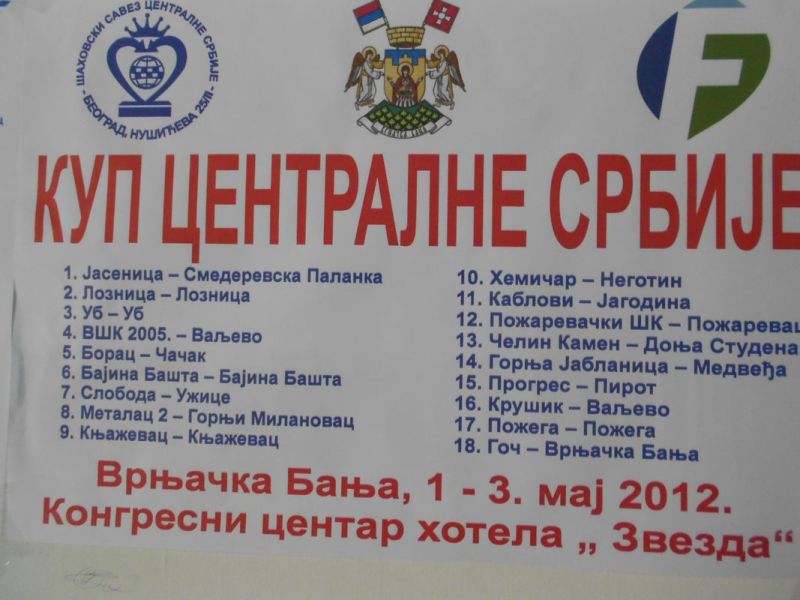 ШАХОВСКИ САВЕЗ ЦЕНТРАЛНЕ СРБИЈЕ
- БЕОГРАД, НУШИЋЕВА 25/II -
КУП ЦЕНТРАЛНЕ СРБИЈЕ
1. Јасеница – Смедеревска Паланка
2. Лозница – Лозница
3. Уб – Уб
4. ВШК 2005. – Ваљево
5. Борац – Чачак
6. Бајина Башта – Бајина Башта
7. Слобода – Ужице
8. Металац 2 – Горњи Милановац
9. Књажевац – Књажевац
10. Хемичар – Неготин
11. Каблови – Јагодина
12. Пожаревачки ШК – Пожаревац
13. Челин Камен – Доња Студена
14. Горња Јабланица – Медвеђа
15. Прогрес – Пирот
16. Крушик – Ваљево
17. Пожега – Пожега
18. Гоч – Врњачка Бања
Врњачка Бања, 1 - 3. мај 2012.
Конгресни центар хотела „ Звезда“